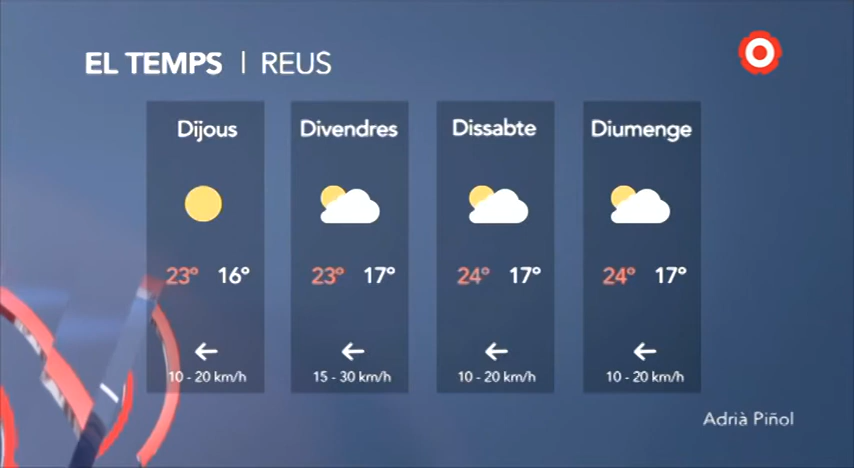 EL TEMPS | REUS
Dijous
23° 16°
10 - 20 km/h
Divendres
23° 17°
15 - 30 km/h
Dissabte
24° 17°
10 - 20 km/h
Diumenge
24° 17°
10 - 20 km/h
Adrià Piñol